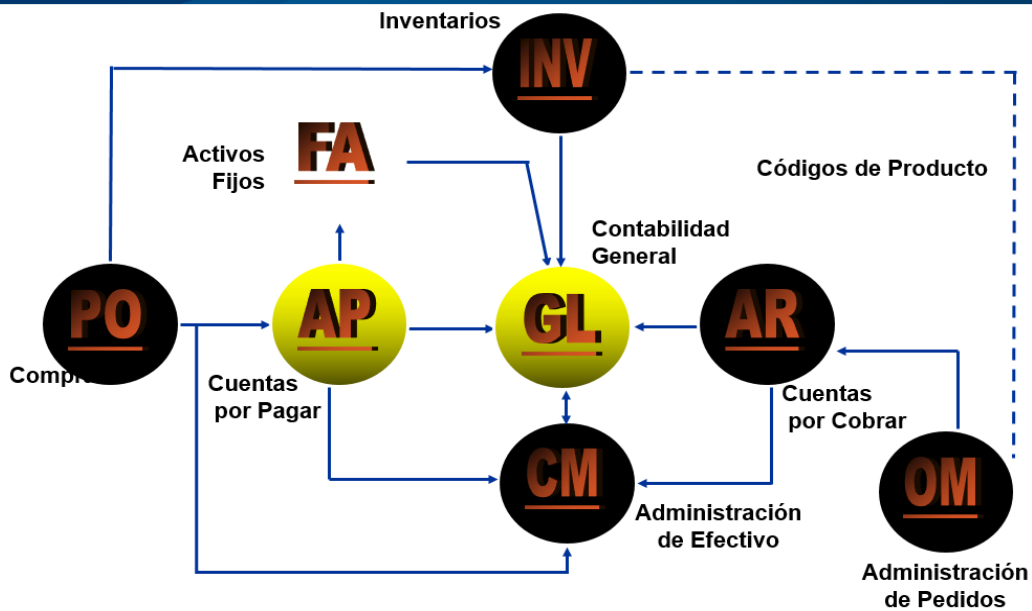 Inventarios
INV
Activos
Fijos
FA
Códigos de Producto
Contabilidad
General
PO
AP
GL
AR
Cuentas
por Pagar
Cuentas
por Cobrar
CM
OM
Administración
de Efectivo
Administración
de Pedidos